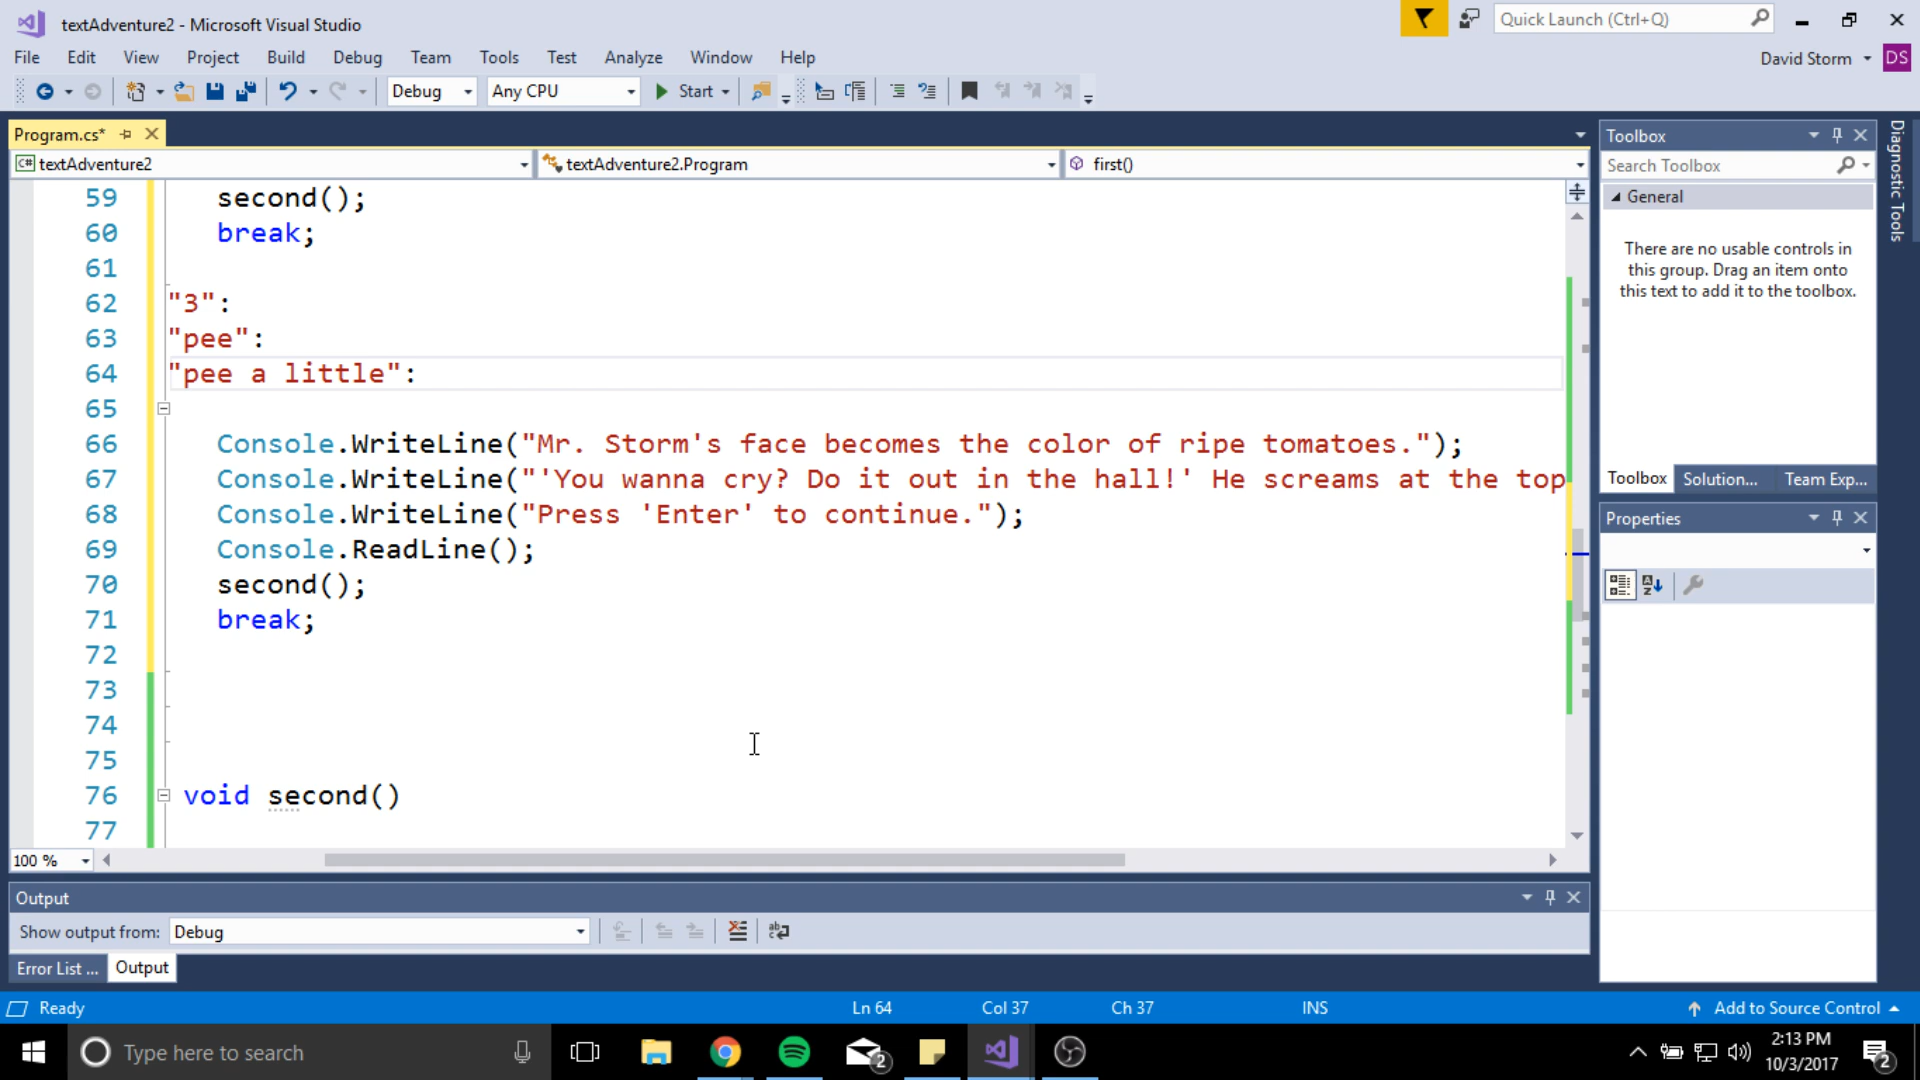 textAdventure2 - Microsoft Visual Studio
Quick Launch (Ctrl+Q)
File Edit View Project Build Debug Team Tools Test Analyze Window Help
David Storm DS
Debug Any CPU Start
Program.cs*
textAdventure2 textAdventure2.Program first()
59 second();
60 break;
61
62 "3":
63 "pee":
64 "pee a little":
65
66 Console.WriteLine("Mr. Storm's face becomes the color of ripe tomatoes.");
67 Console.WriteLine("'You wanna cry? Do it out in the hall!' He screams at the top
68 Console.WriteLine("Press 'Enter' to continue.");
69 Console.ReadLine();
70 second();
71 break;
72
73
74
75
76 void second()
77
100 %
Toolbox
Search Toolbox
General
There are no usable controls in
this group. Drag an item onto
this text to add it to the toolbox.
Toolbox Solution... Team Exp...
Properties
Diagnostic Tools
Output
Show output from: Debug
Error List ... Output
Ready Ln 64 Col 37 Ch 37 INS Add to Source Control
Type here to search
2
2:13 PM
10/3/2017
2